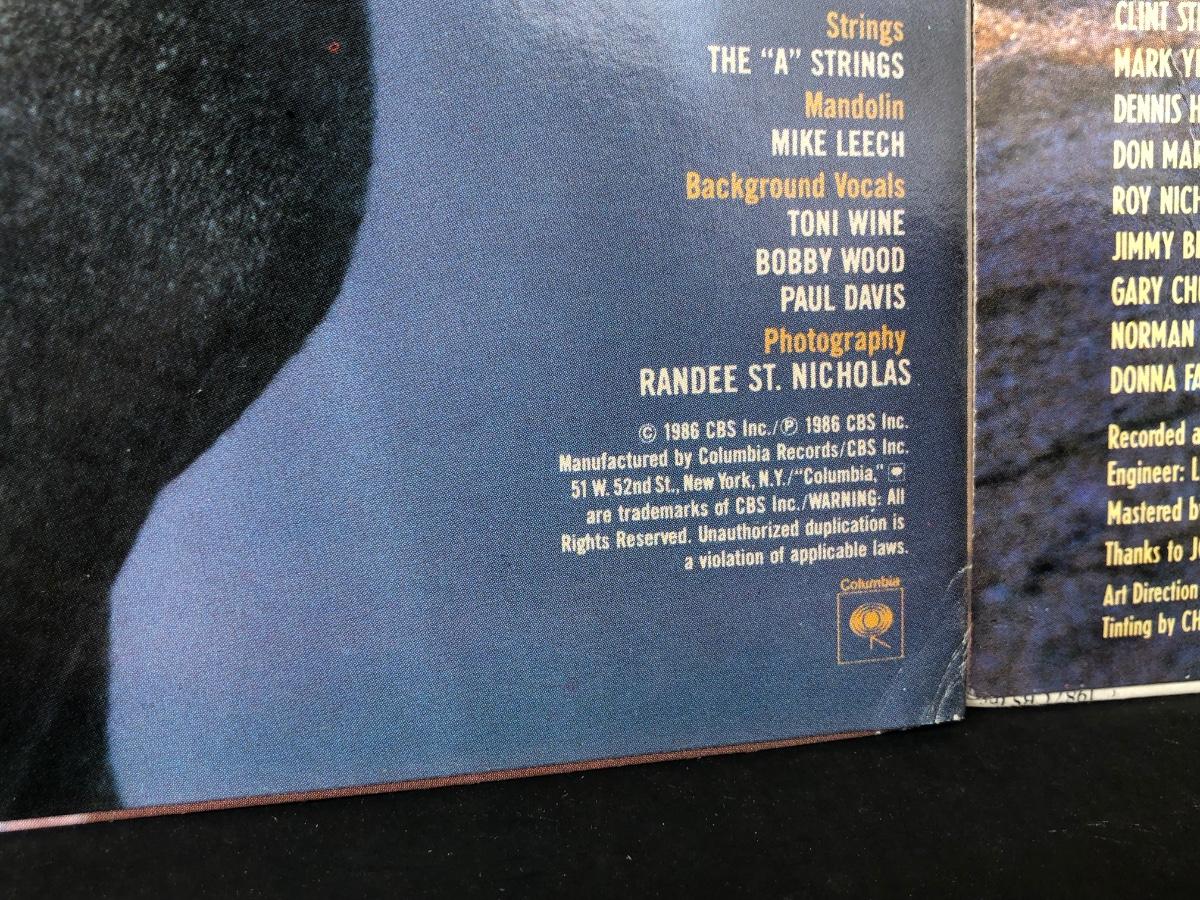 Strings
THE “A” STRINGS
Mandolin
MIKE LEECH
Background Vocals
TONI WINE
BOBBY WOOD
PAUL DAVIS
Photography
RANDEE ST. NICHOLAS
© 1986 CBS Inc./℗ 1986 CBS Inc.
Manufactured by Columbia Records/CBS Inc.
51 W. 52nd St., New York, N.Y./“Columbia,”
are trademarks of CBS Inc./WARNING: All
Rights Reserved. Unauthorized duplication is
a violation of applicable laws.
Columbia
CLINT
MARK
DENNIS
DON
ROY
JIMMY
GARY
NORMAN
DONNA
Recorded
Engineer:
Mastered
Thanks to
Art Direction
Tinting by